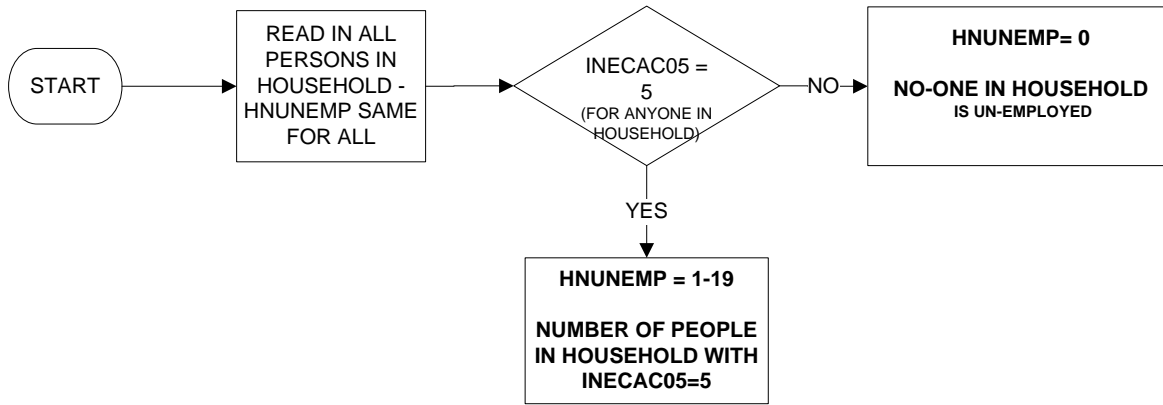 START
READ IN ALL
PERSONS IN
HOUSEHOLD -
HNUNEMP SAME
FOR ALL
INECAC05 =
5
(FOR ANYONE IN
HOUSEHOLD)
NO
HNUNEMP= 0
NO-ONE IN HOUSEHOLD
IS UN-EMPLOYED
YES
HNUNEMP = 1-19
NUMBER OF PEOPLE
IN HOUSEHOLD WITH
INECAC05=5